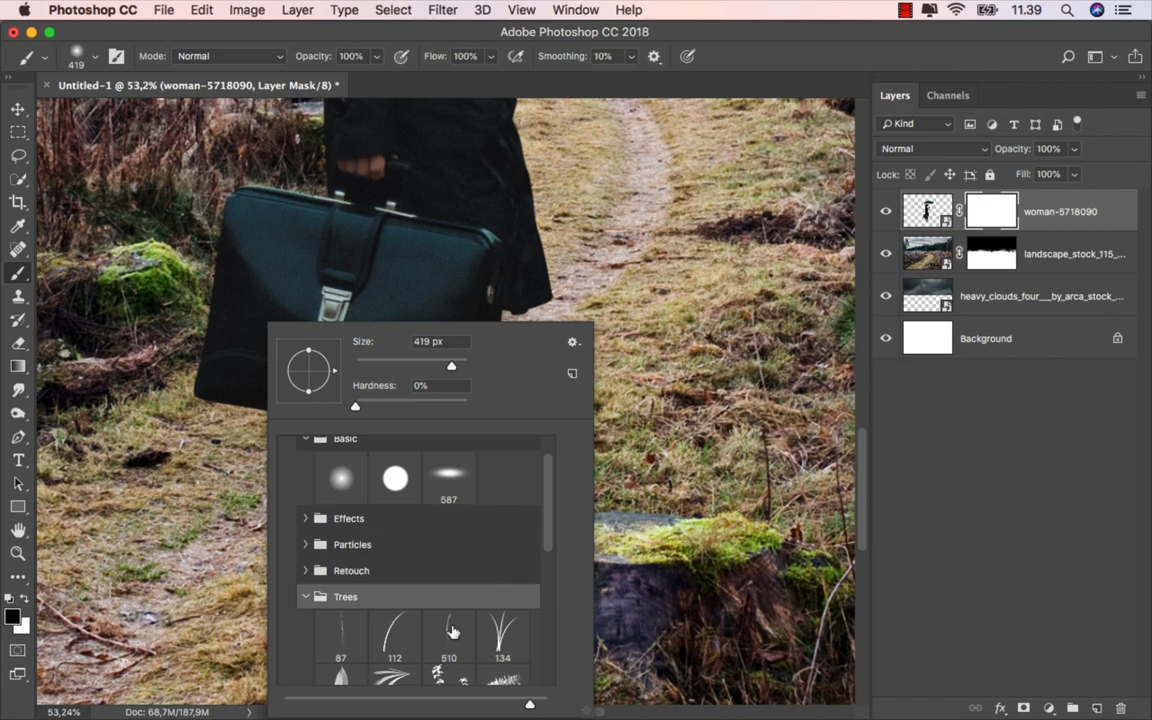 Photoshop CC File Edit Image Layer Type Select Filter 3D View Window Help 11.39
Adobe Photoshop CC 2018
419 Mode: Normal Opacity: 100% Flow: 100% Smoothing: 10%
Untitled-1 @ 53,2% (woman-5718090, Layer Mask/8) *
Layers Channels
Kind
Normal Opacity: 100%
Lock: Fill: 100%
woman-5718090
landscape_stock_115_...
heavy_clouds_four__by_arca_stock_...
Background
Size: 419 px
Hardness: 0%
Basic
587
Effects
Particles
Retouch
Trees
87 112 510 134
53,24% Doc: 68,7M/187,9M